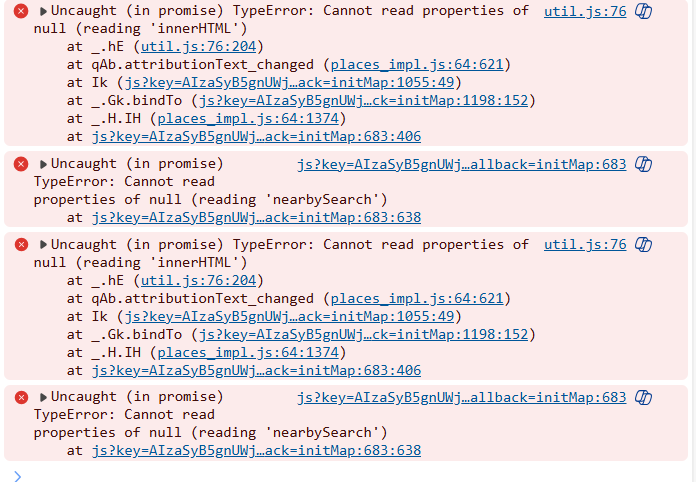 Uncaught (in promise) TypeError: Cannot read properties of util.js:76
null (reading 'innerHTML')
at _.hE (util.js:76:204)
at qAb.attributionText_changed (places_impl.js:64:621)
at Ik (js?key=AIzaSyB5gnUWj…ack=initMap:1055:49)
at _.Gk.bindTo (js?key=AIzaSyB5gnUWj…ck=initMap:1198:152)
at _.H.IH (places_impl.js:64:1374)
at js?key=AIzaSyB5gnUWj…ack=initMap:683:406
Uncaught (in promise) js?key=AIzaSyB5gnUWj…allback=initMap:683
TypeError: Cannot read
properties of null (reading 'nearbySearch')
at js?key=AIzaSyB5gnUWj…ack=initMap:683:638
Uncaught (in promise) TypeError: Cannot read properties of util.js:76
null (reading 'innerHTML')
at _.hE (util.js:76:204)
at qAb.attributionText_changed (places_impl.js:64:621)
at Ik (js?key=AIzaSyB5gnUWj…ack=initMap:1055:49)
at _.Gk.bindTo (js?key=AIzaSyB5gnUWj…ck=initMap:1198:152)
at _.H.IH (places_impl.js:64:1374)
at js?key=AIzaSyB5gnUWj…ack=initMap:683:406
Uncaught (in promise) js?key=AIzaSyB5gnUWj…allback=initMap:683
TypeError: Cannot read
properties of null (reading 'nearbySearch')
at js?key=AIzaSyB5gnUWj…ack=initMap:683:638